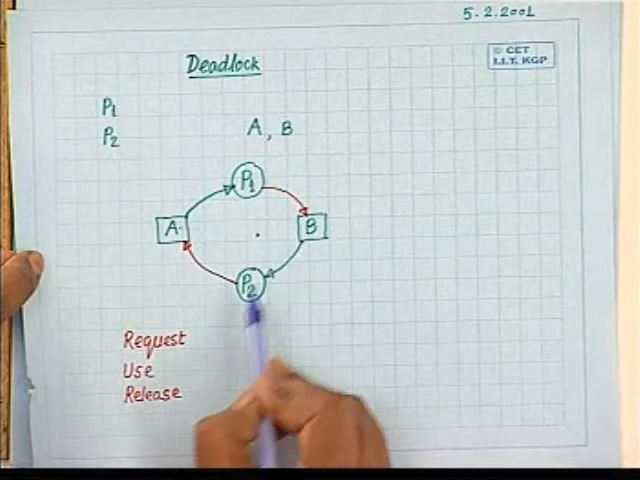 5.2.2001
© CET
I.I.T. KGP
Deadlock
P1
P2
A, B
P1
A
B
P2
Request
Use
Release